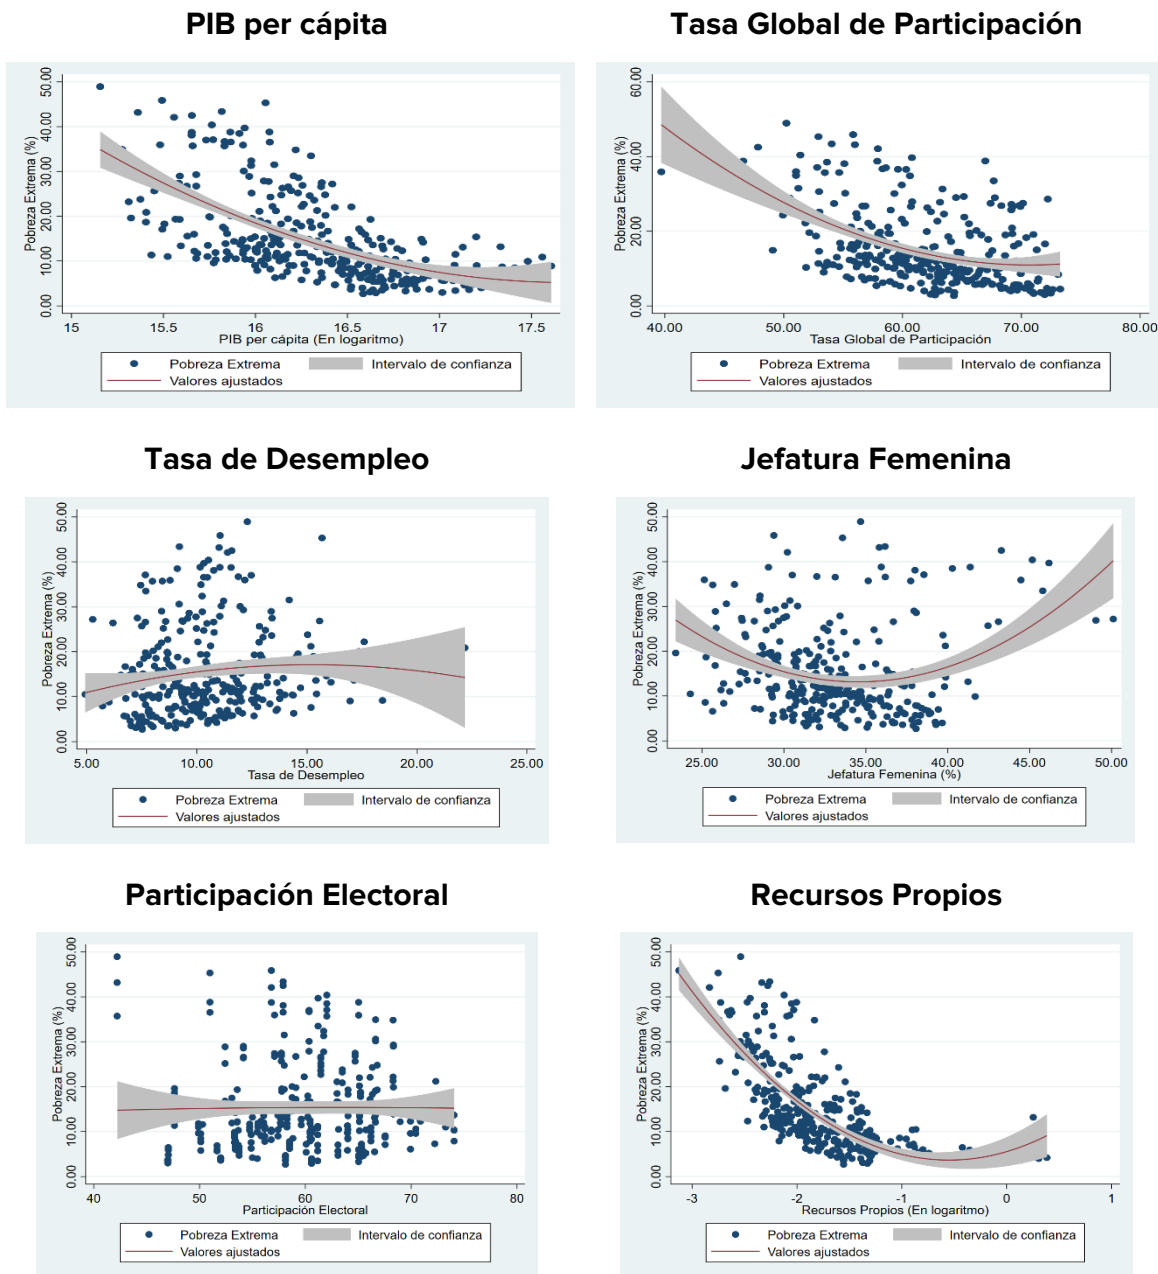 PIB per cápita
Pobreza Extrema (%)
50.00
40.00
30.00
20.00
10.00
0.00
15
15.5
16
16.5
17
17.5
PIB per cápita (En logaritmo)
Pobreza Extrema
Intervalo de confianza
Valores ajustados
Tasa Global de Participación
Pobreza Extrema (%)
60.00
40.00
20.00
0.00
40.00
50.00
60.00
70.00
80.00
Tasa Global de Participación
Pobreza Extrema
Intervalo de confianza
Valores ajustados
Tasa de Desempleo
Pobreza Extrema (%)
50.00
40.00
30.00
20.00
10.00
0.00
5.00
10.00
15.00
20.00
25.00
Tasa de Desempleo
Pobreza Extrema
Intervalo de confianza
Valores ajustados
Jefatura Femenina
Pobreza Extrema (%)
50.00
40.00
30.00
20.00
10.00
0.00
25.00
30.00
35.00
40.00
45.00
50.00
Jefatura Femenina (%)
Pobreza Extrema
Intervalo de confianza
Valores ajustados
Participación Electoral
Pobreza Extrema (%)
50.00
40.00
30.00
20.00
10.00
0.00
40
50
60
70
80
Participación Electoral
Pobreza Extrema
Intervalo de confianza
Valores ajustados
Recursos Propios
Pobreza Extrema (%)
50.00
40.00
30.00
20.00
10.00
0.00
-3
-2
-1
0
1
Recursos Propios (En logaritmo)
Pobreza Extrema
Intervalo de confianza
Valores ajustados